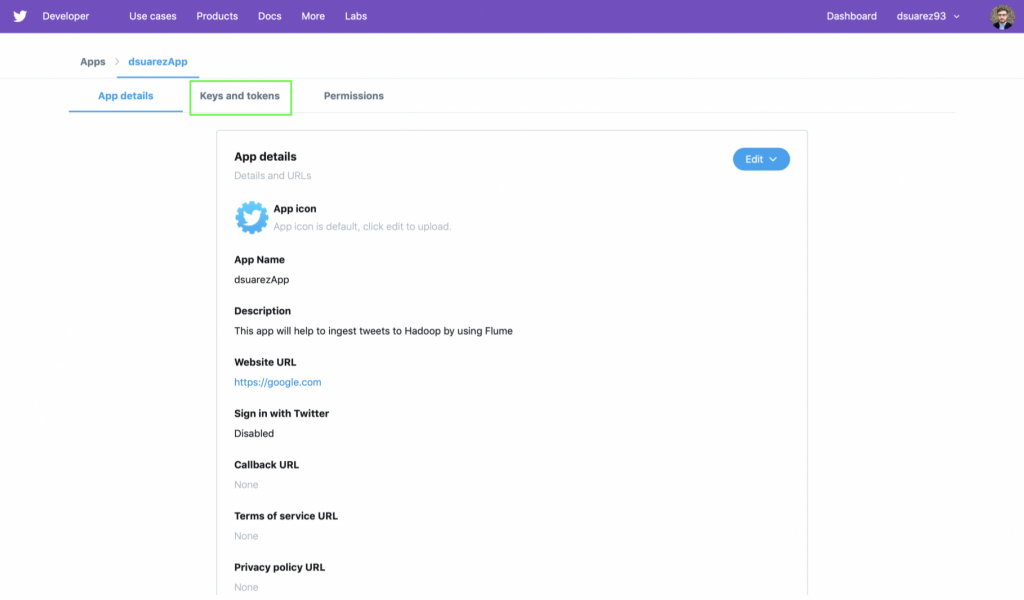 Developer Use cases Products Docs More Labs Dashboard dsuarez93
Apps dsuarezApp
App details Keys and tokens Permissions
App details
Edit
Details and URLs
App icon
App icon is default, click edit to upload.
App Name
dsuarezApp
Description
This app will help to ingest tweets to Hadoop by using Flume
Website URL
https://google.com
Sign in with Twitter
Disabled
Callback URL
None
Terms of service URL
None
Privacy policy URL
None